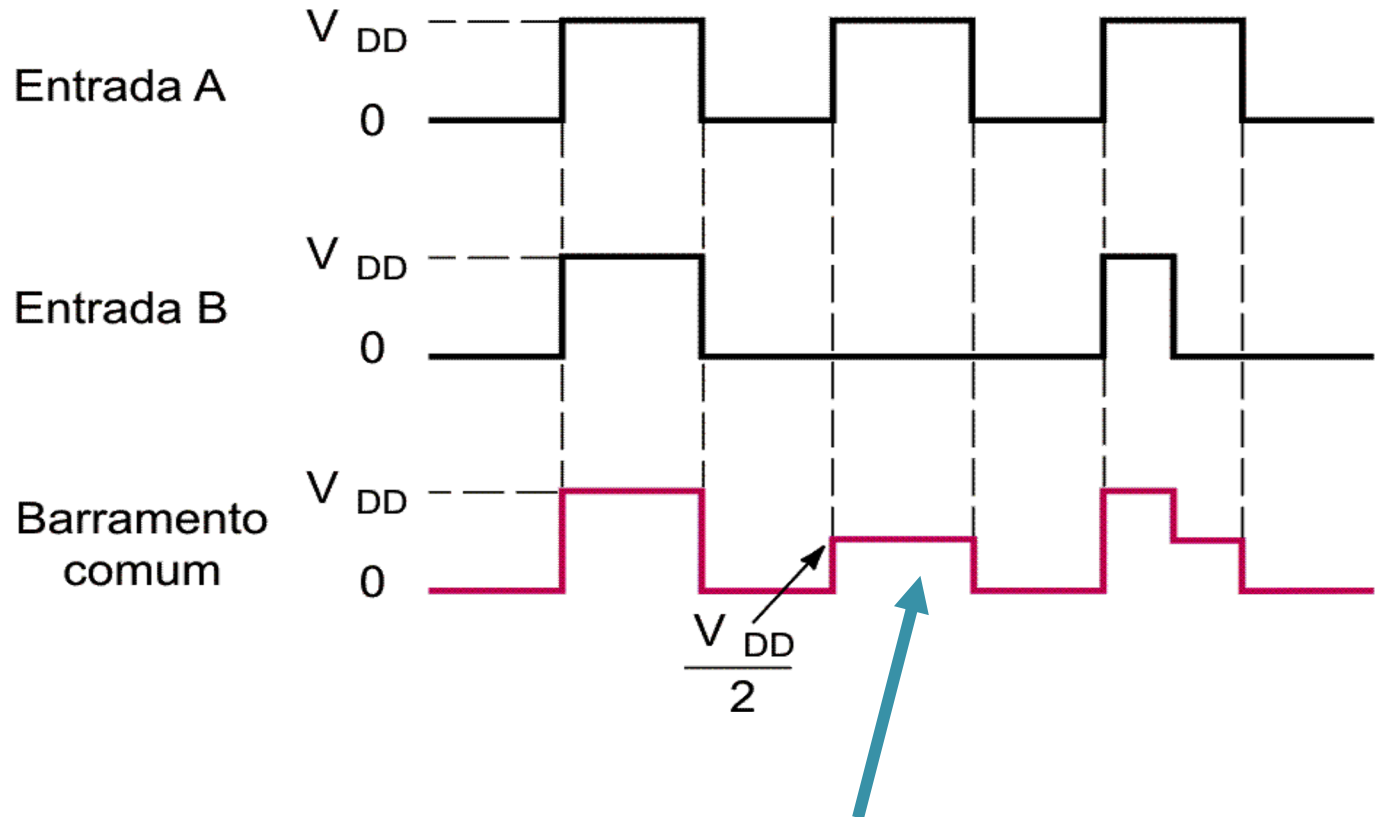 V DD
Entrada A
0
V DD
Entrada B
0
V DD
Barramento
comum
0
V DD
2